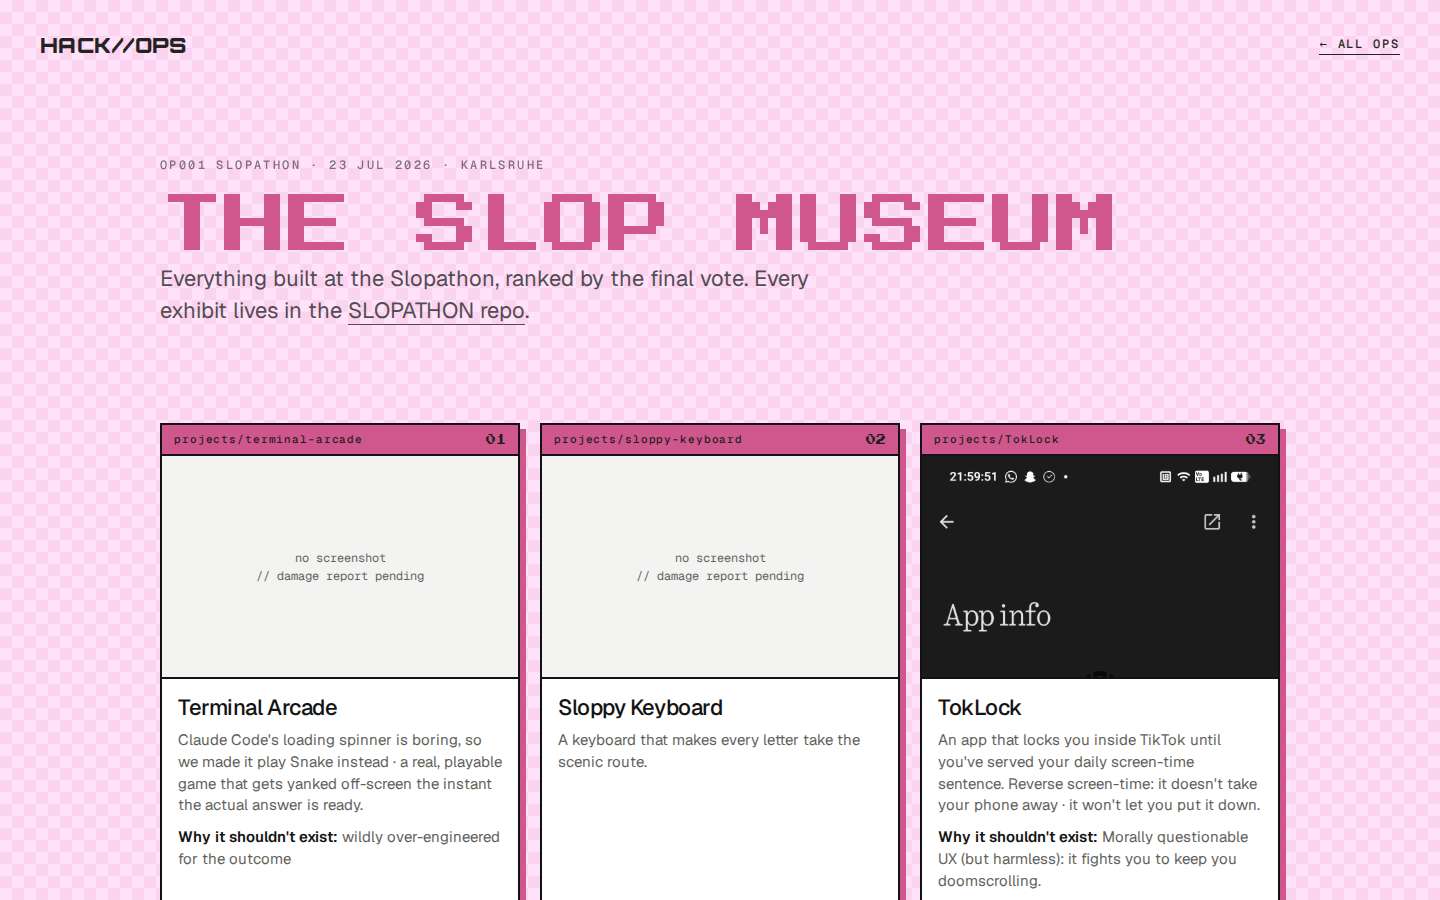 HACK//OPS
← ALL OPS
OP001 SLOPATHON · 23 JUL 2026 · KARLSRUHE
THE SLOP MUSEUM
Everything built at the Slopathon, ranked by the final vote. Every
exhibit lives in the SLOPATHON repo.
projects/terminal-arcade 01
no screenshot
// damage report pending
Terminal Arcade
Claude Code's loading spinner is boring, so
we made it play Snake instead · a real, playable
game that gets yanked off-screen the instant
the actual answer is ready.
Why it shouldn't exist: wildly over-engineered
for the outcome
projects/sloppy-keyboard 02
no screenshot
// damage report pending
Sloppy Keyboard
A keyboard that makes every letter take the
scenic route.
projects/TokLock 03
21:59:51
App info
TokLock
An app that locks you inside TikTok until
you've served your daily screen-time
sentence. Reverse screen-time: it doesn't take
your phone away · it won't let you put it down.
Why it shouldn't exist: Morally questionable
UX (but harmless): it fights you to keep you
doomscrolling.